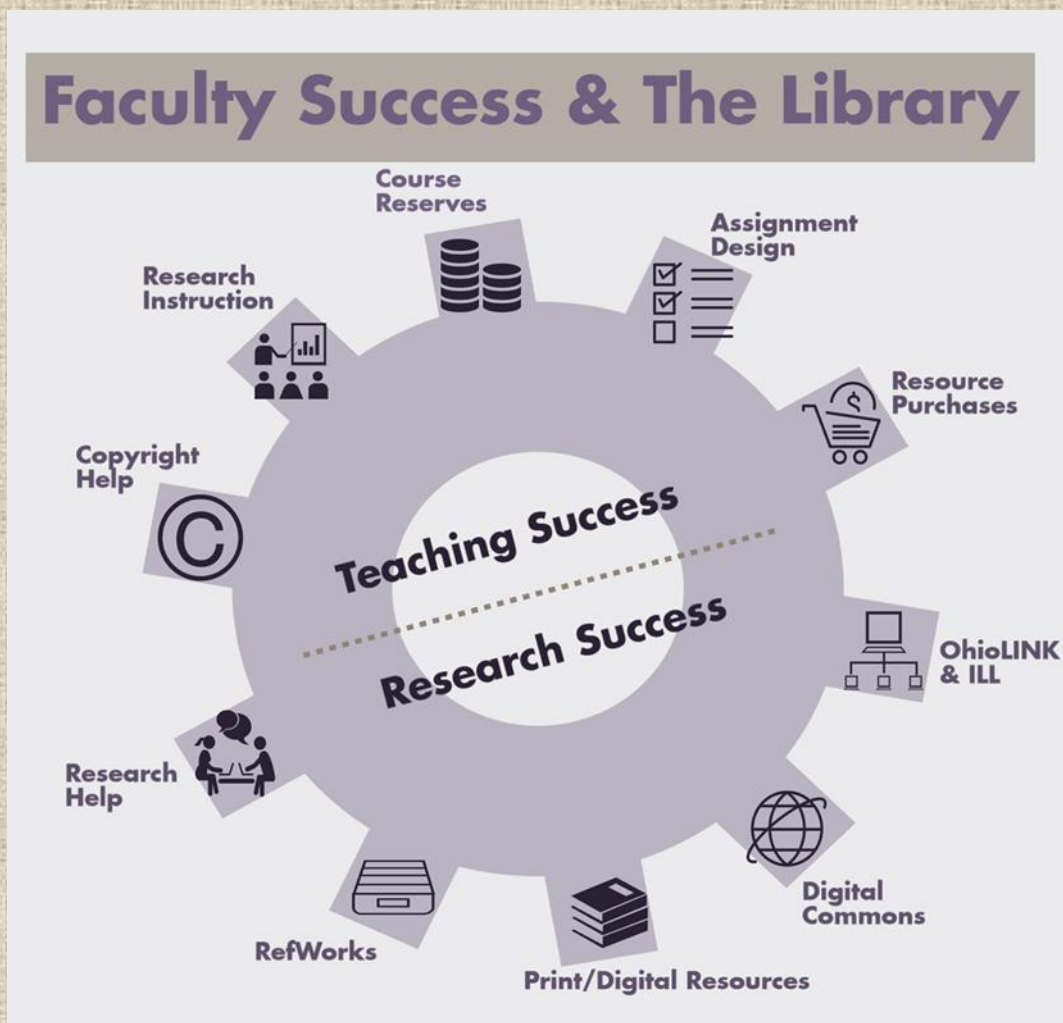 Faculty Success & The Library
Course
Reserves
Assignment
Design
Research
Instruction
Resource
Purchases
Copyright
Help
Teaching Success
Research Success
OhioLINK
& ILL
Research
Help
Digital
Commons
RefWorks
Print/Digital Resources